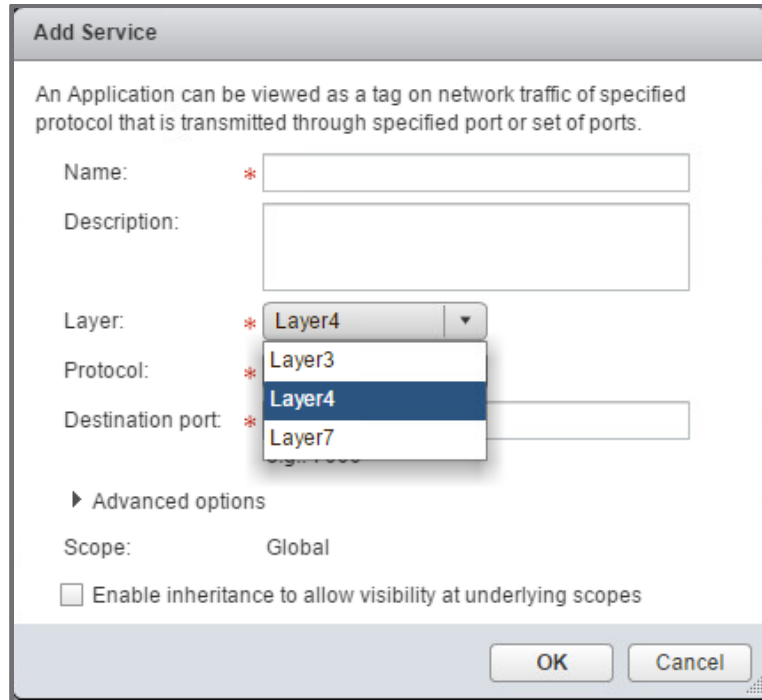 Add Service
An Application can be viewed as a tag on network traffic of specified
protocol that is transmitted through specified port or set of ports.
Name: *
Description:
Layer: * Layer4
Layer3
Protocol: *
Layer4
Destination port: *
Layer7
Advanced options
Scope: Global
Enable inheritance to allow visibility at underlying scopes
OK Cancel